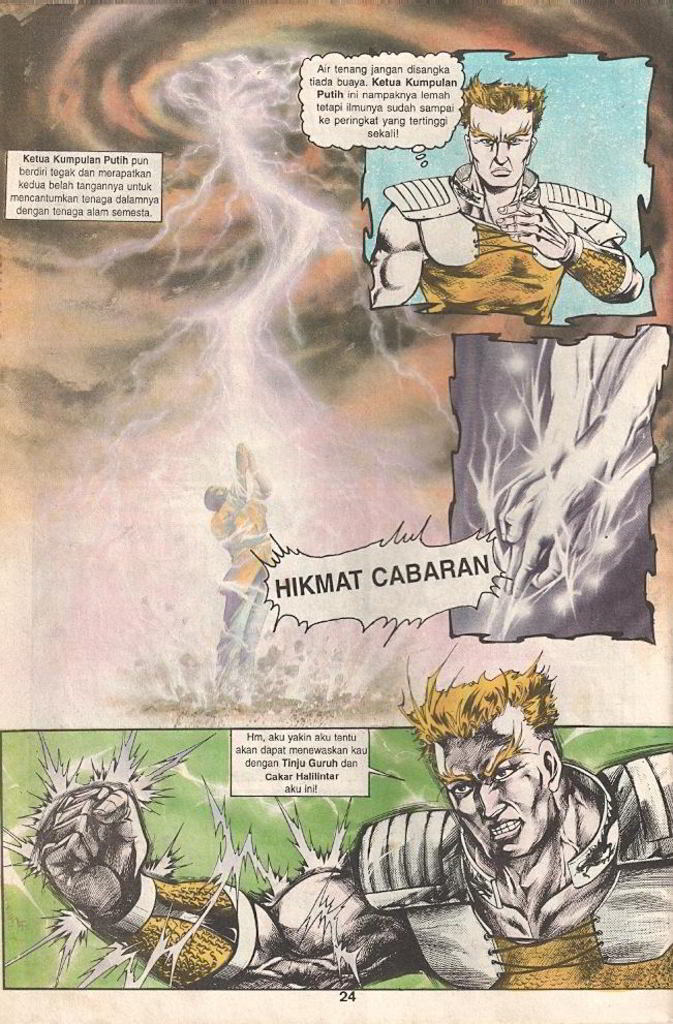 Air tenang jangan disangka
tiada buaya. Ketua Kumpulan
Putih ini nampaknya lemah
tetapi ilmunya sudah sampai
ke peringkat yang tertinggi
sekali!
Ketua Kumpulan Putih pun
berdiri tegak dan merapatkan
kedua belah tangannya untuk
mencantumkan tenaga dalamnya
dengan tenaga alam semesta.
HIKMAT CABARAN
Hm, aku yakin aku tentu
akan dapat menewaskan kau
dengan Tinju Guruh dan
Cakar Halilintar
aku ini!
24